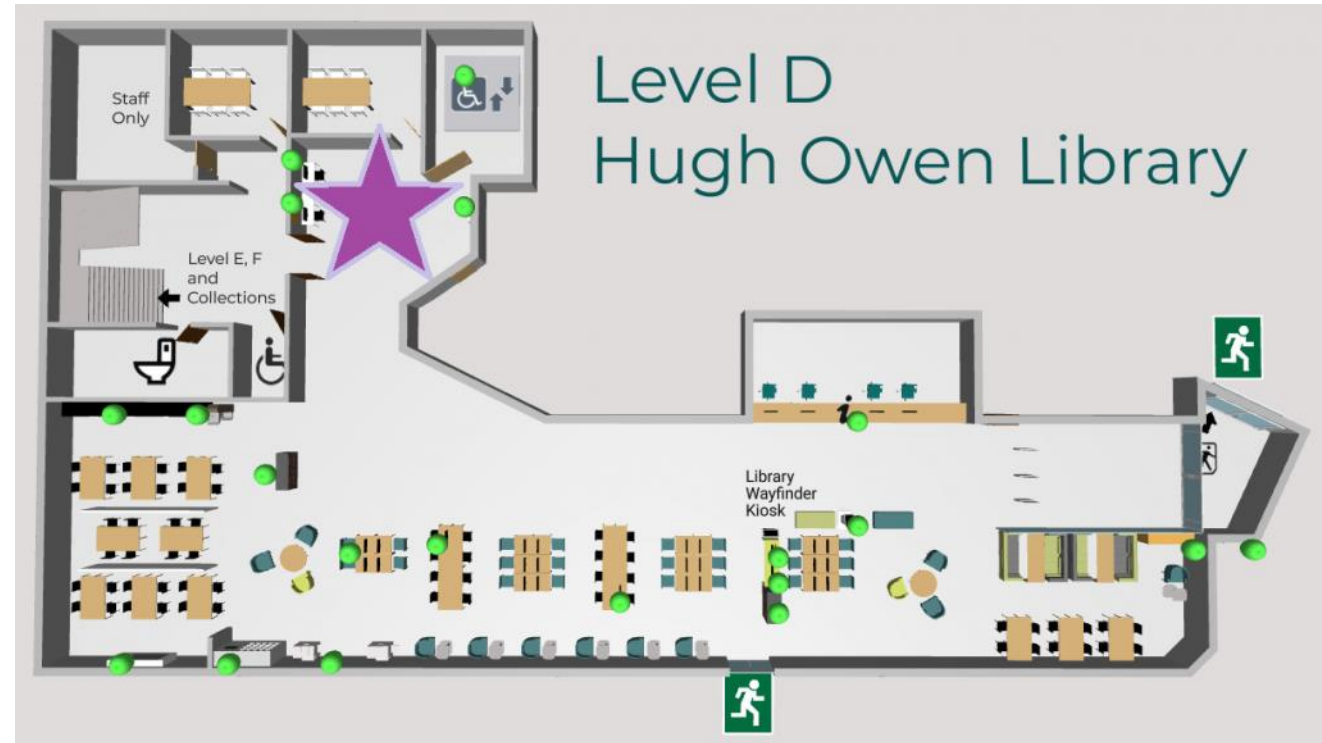 Level D
Hugh Owen Library
Staff
Only
Level E, F
and
Collections
Library
Wayfinder
Kiosk